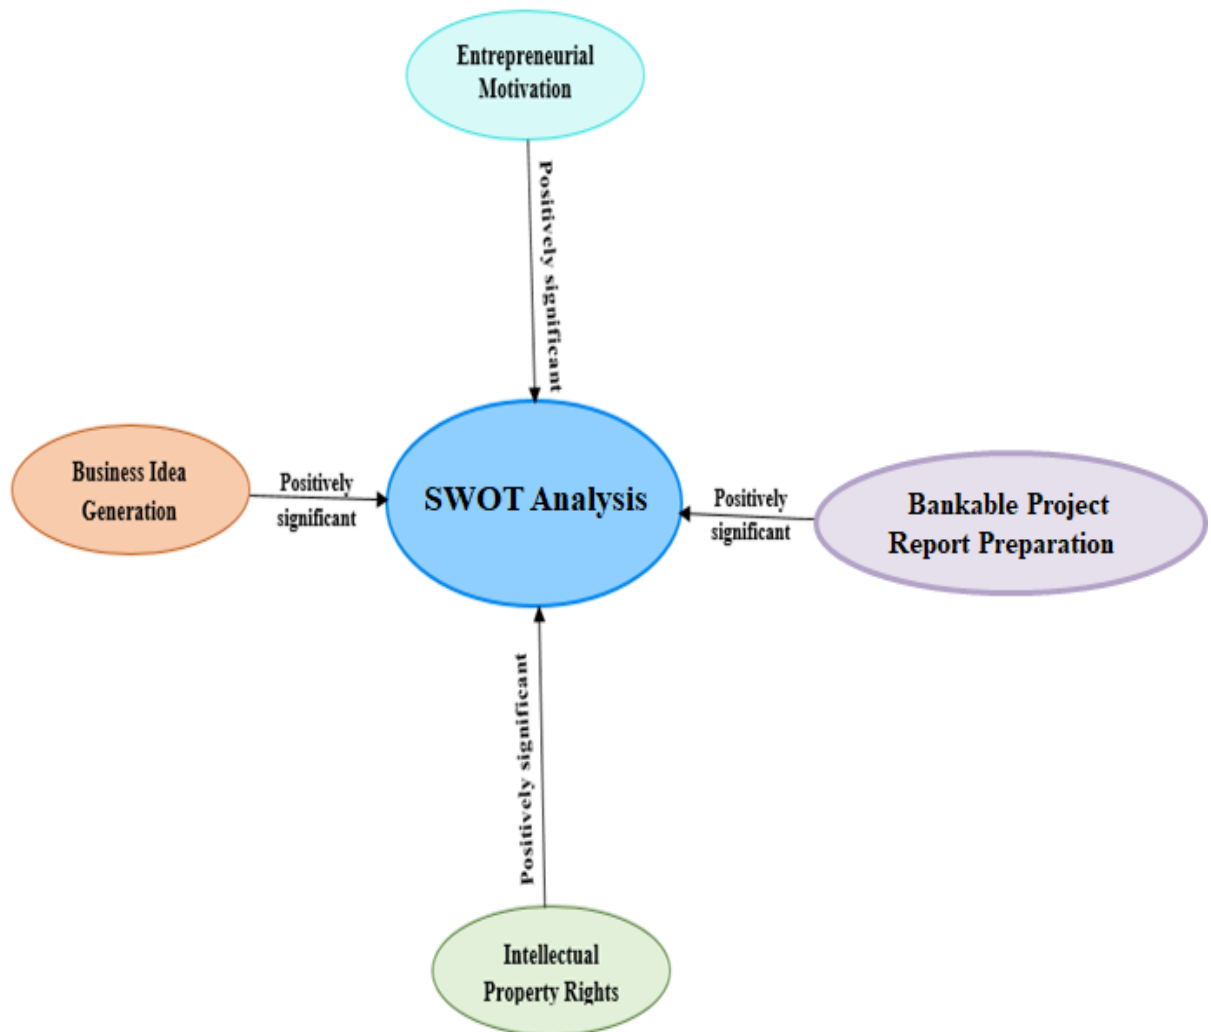 Entrepreneurial
Motivation
Positively significant
Business Idea
Generation
Positively
significant
SWOT Analysis
Positively
significant
Bankable Project
Report Preparation
Positively significant
Intellectual
Property Rights